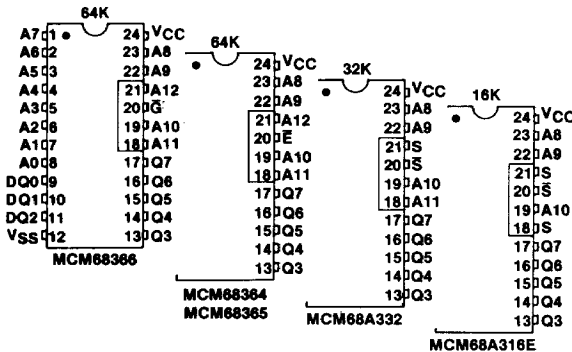 64K
A7 1 24 VCC
A6 2 23 A8
A5 3 22 A9
A4 4 21 A12
A3 5 20 G̅
A2 6 19 A10
A1 7 18 A11
A0 8 17 Q7
DQ0 9 16 Q6
DQ1 10 15 Q5
DQ2 11 14 Q4
VSS 12 13 Q3
MCM68366
64K
24 VCC
23 A8
22 A9
21 A12
20 E̅
19 A10
18 A11
17 Q7
16 Q6
15 Q5
14 Q4
13 Q3
MCM68364
MCM68365
32K
24 VCC
23 A8
22 A9
21 S
20 S̅
19 A10
18 A11
17 Q7
16 Q6
15 Q5
14 Q4
13 Q3
MCM68A332
16K
24 VCC
23 A8
22 A9
21 S
20 S̅
19 A10
18 S
17 Q7
16 Q6
15 Q5
14 Q4
13 Q3
MCM68A316E